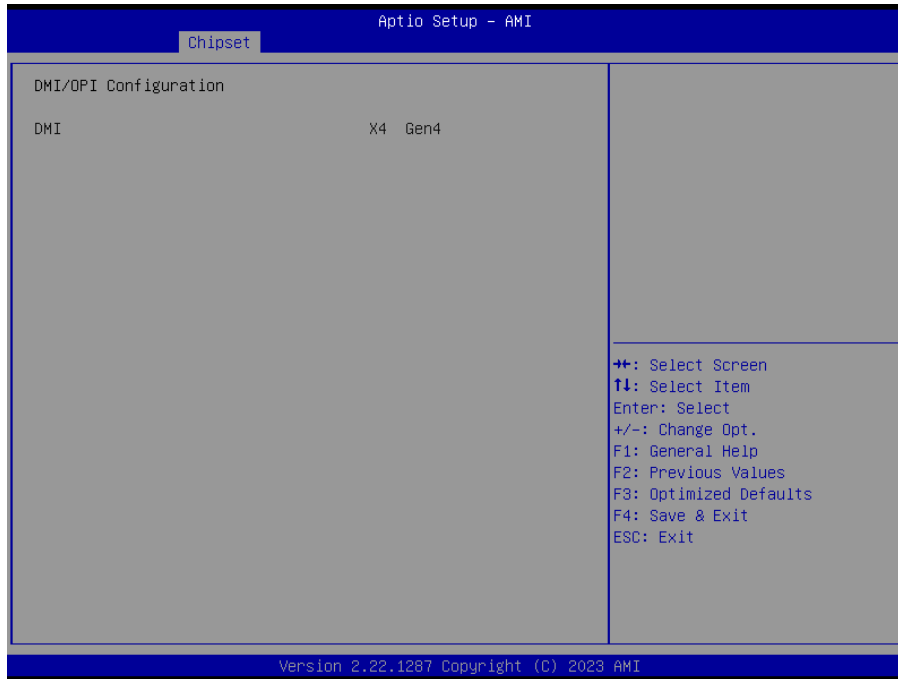 Aptio Setup – AMI
Chipset
DMI/OPI Configuration
DMI X4 Gen4
→←: Select Screen
↑↓: Select Item
Enter: Select
+/-: Change Opt.
F1: General Help
F2: Previous Values
F3: Optimized Defaults
F4: Save & Exit
ESC: Exit
Version 2.22.1287 Copyright (C) 2023 AMI